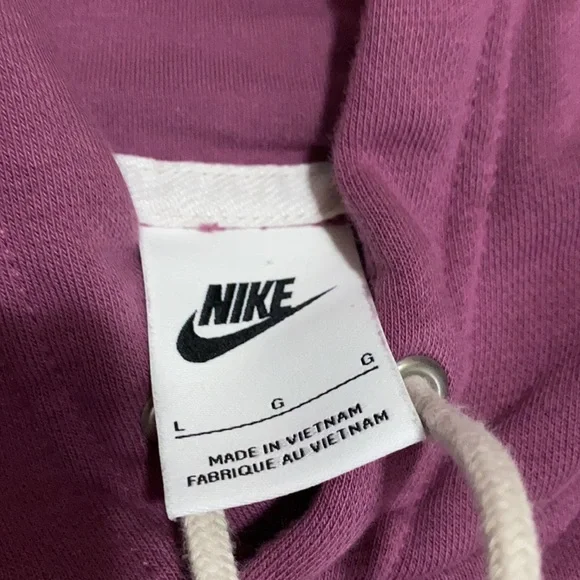 NIKE
L G G
MADE IN VIETNAM
FABRIQUE AU VIETNAM